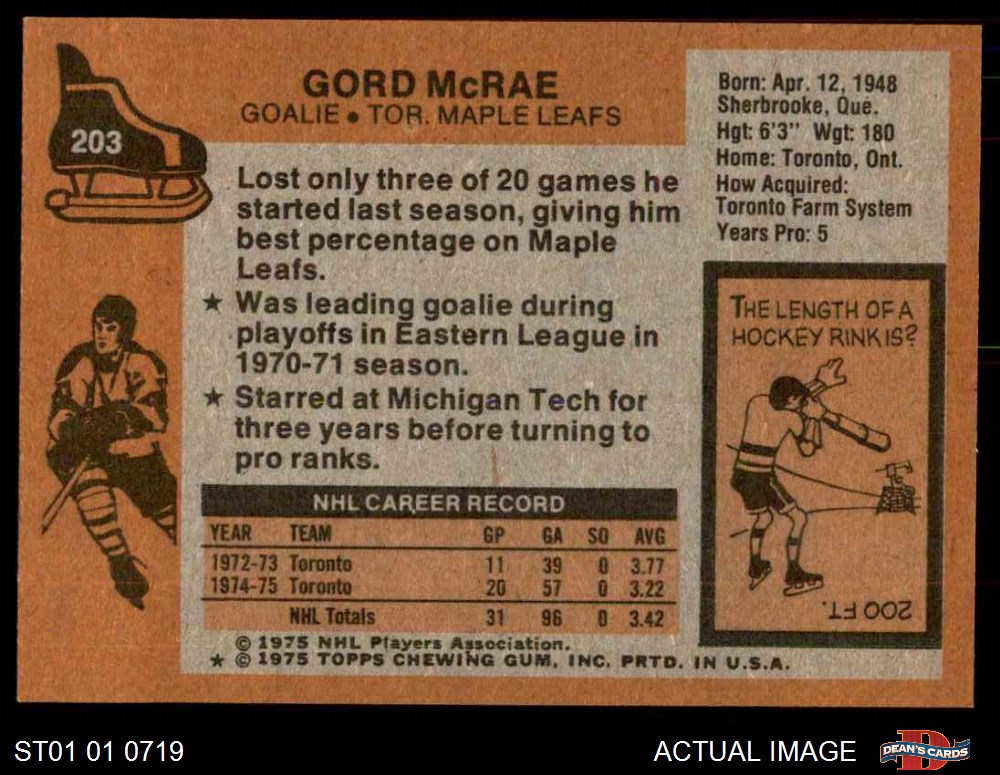 203
GORD McRAE
GOALIE • TOR. MAPLE LEAFS
Born: Apr. 12, 1948
Sherbrooke, Que.
Hgt: 6'3" Wgt: 180
Home: Toronto, Ont.
How Acquired:
Toronto Farm System
Years Pro: 5
Lost only three of 20 games he
started last season, giving him
best percentage on Maple
Leafs.
★ Was leading goalie during
playoffs in Eastern League in
1970-71 season.
★ Starred at Michigan Tech for
three years before turning to
pro ranks.
THE LENGTH OF A
HOCKEY RINK IS?
200 FT.
NHL CAREER RECORD
YEAR TEAM GP GA SO AVG
1972-73 Toronto 11 39 0 3.77
1974-75 Toronto 20 57 0 3.22
NHL Totals 31 96 0 3.42
© 1975 NHL Players Association.
★ © 1975 TOPPS CHEWING GUM, INC. PRTD. IN U.S.A.
ST01 01 0719
ACTUAL IMAGE
D
DEAN'S CARDS